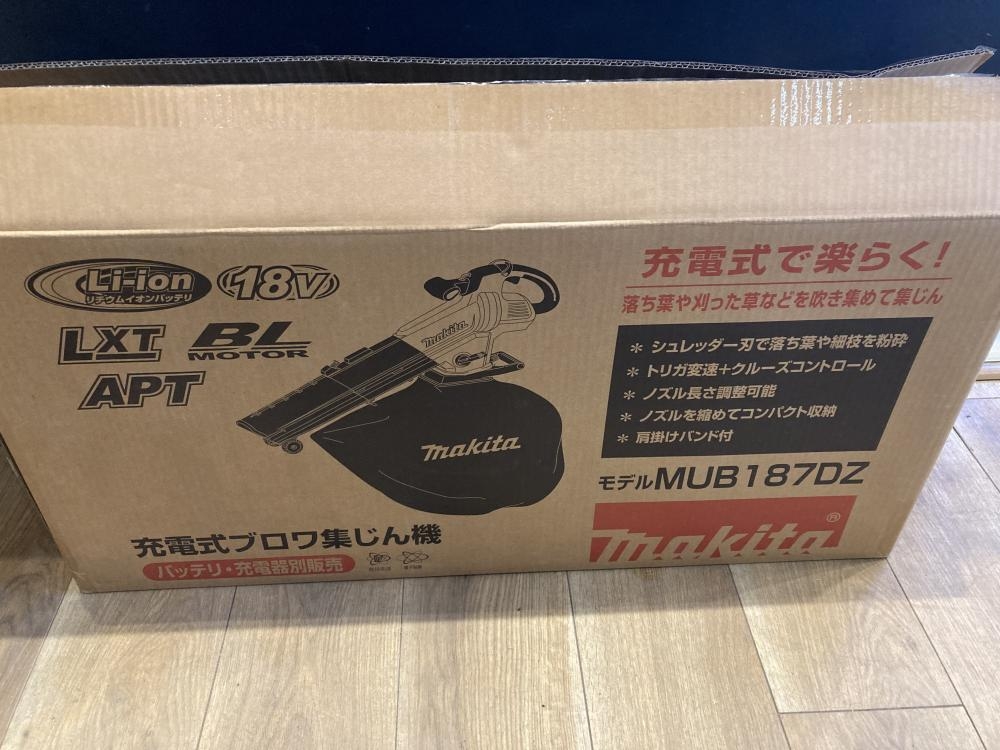 Li-ion
リチウムイオンバッテリ
18V
LXT
BL
MOTOR
APT
makita
makita
充電式ブロワ集じん機
バッテリ・充電器別販売
充電式で楽らく!
落ち葉や刈った草などを吹き集めて集じん
＊ シュレッダー刃で落ち葉や細枝を粉砕
＊ トリガ変速+クルーズコントロール
＊ ノズル長さ調整可能
＊ ノズルを縮めてコンパクト収納
＊ 肩掛けバンド付
モデルMUB187DZ
makita®